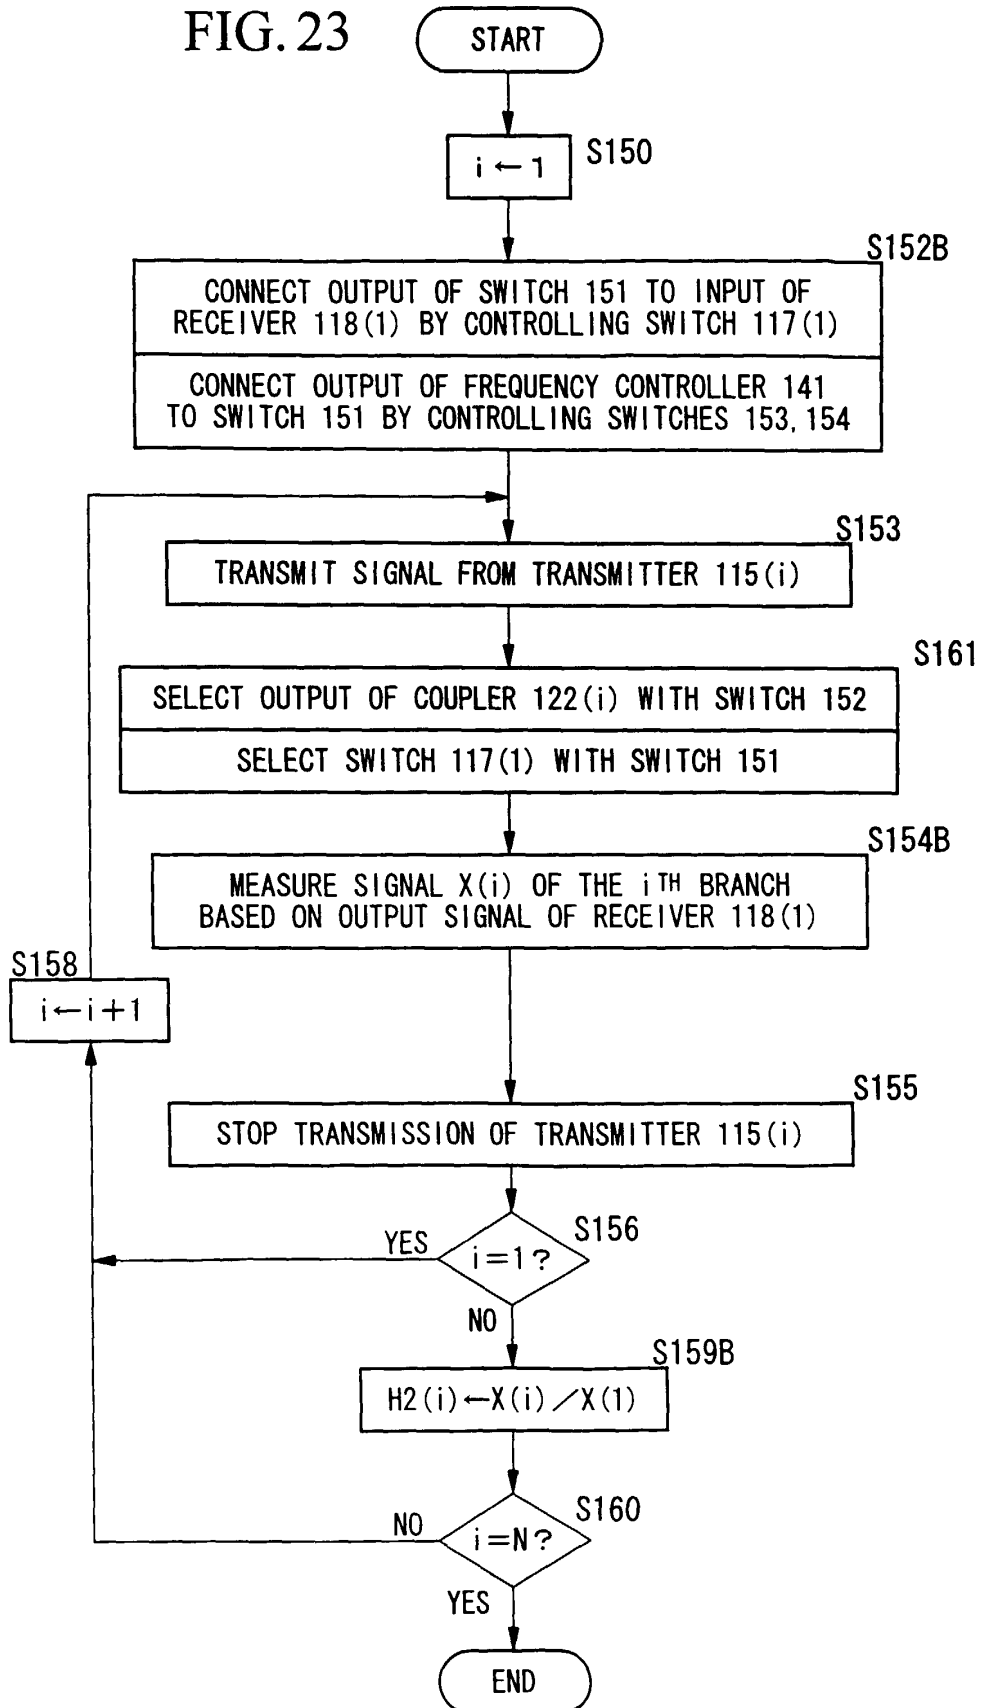 FIG. 23
START
i ← 1
S150
S152B
CONNECT OUTPUT OF SWITCH 151 TO INPUT OF
RECEIVER 118(1) BY CONTROLLING SWITCH 117(1)
CONNECT OUTPUT OF FREQUENCY CONTROLLER 141
TO SWITCH 151 BY CONTROLLING SWITCHES 153, 154
S153
TRANSMIT SIGNAL FROM TRANSMITTER 115(i)
S161
SELECT OUTPUT OF COUPLER 122(i) WITH SWITCH 152
SELECT SWITCH 117(1) WITH SWITCH 151
S154B
MEASURE SIGNAL X(i) OF THE iTH BRANCH
BASED ON OUTPUT SIGNAL OF RECEIVER 118(1)
S158
i←i+1
S155
STOP TRANSMISSION OF TRANSMITTER 115(i)
S156
YES
i=1?
NO
S159B
H2(i)←X(i)/X(1)
S160
NO
i=N?
YES
END